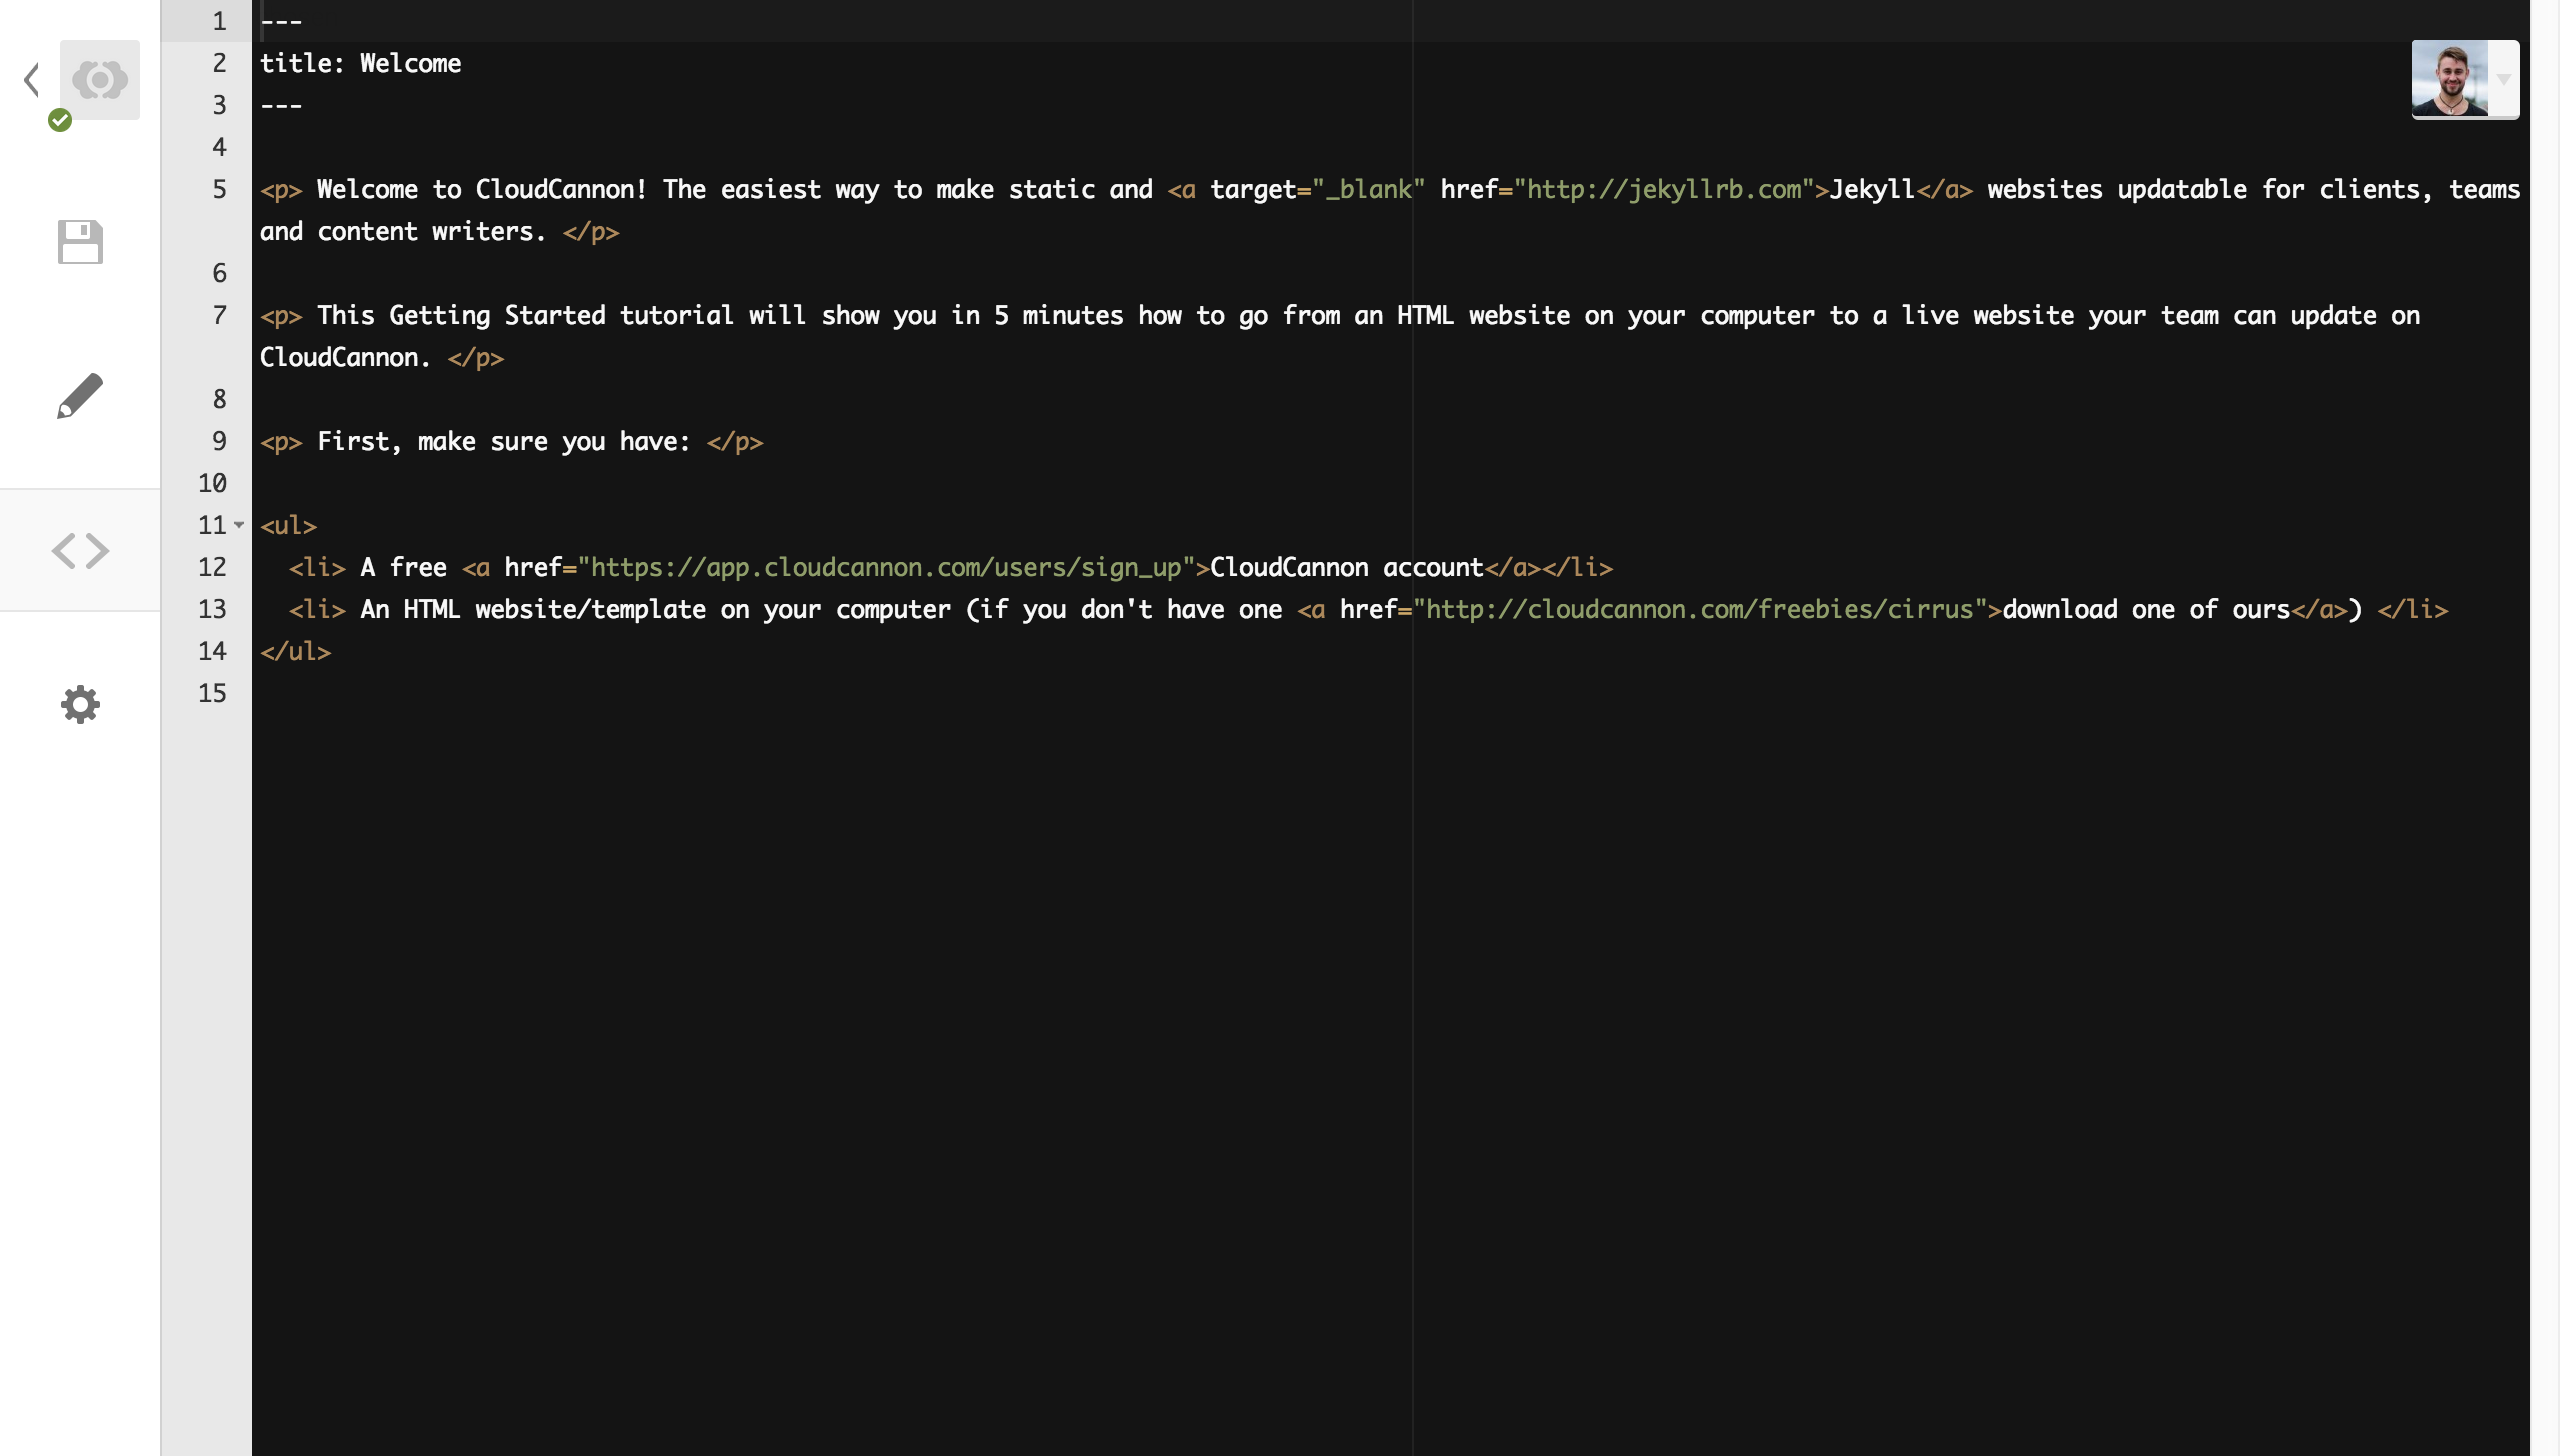 1 ---
2 title: Welcome
3 ---
4
5 <p> Welcome to CloudCannon! The easiest way to make static and <a target="_blank" href="http://jekyllrb.com">Jekyll</a> websites updatable for clients, teams
and content writers. </p>
6
7 <p> This Getting Started tutorial will show you in 5 minutes how to go from an HTML website on your computer to a live website your team can update on
CloudCannon. </p>
8
9 <p> First, make sure you have: </p>
10
11 <ul>
12   <li> A free <a href="https://app.cloudcannon.com/users/sign_up">CloudCannon account</a></li>
13   <li> An HTML website/template on your computer (if you don't have one <a href="http://cloudcannon.com/freebies/cirrus">download one of ours</a>) </li>
14 </ul>
15